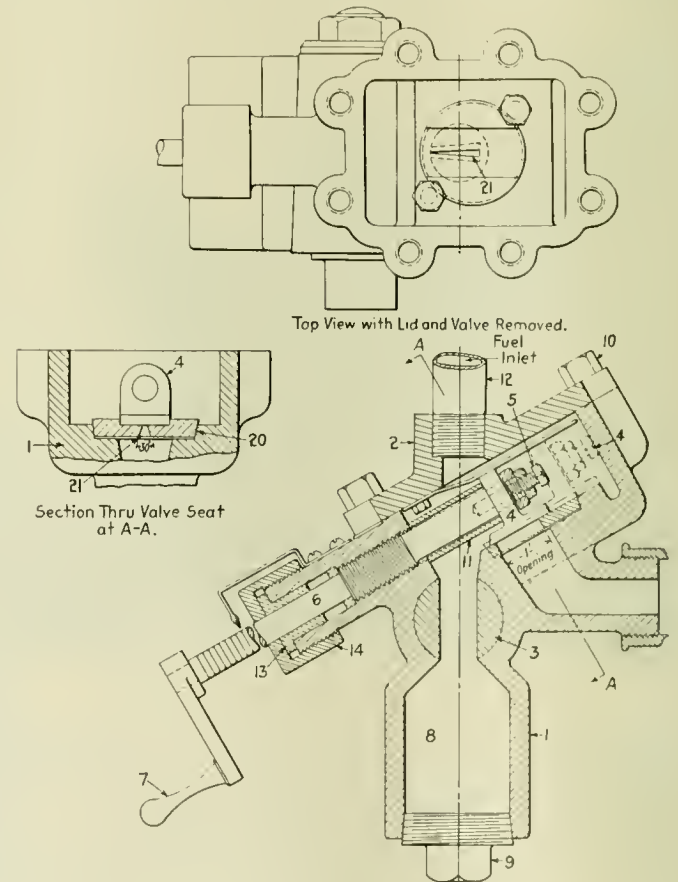 21
Top View with Lid and Valve Removed.
Fuel
Inlet
A
12
10
4
5
2
4
1
20
21
30°
Section Thru Valve Seat
at A-A.
4
11
1
Opening
6
13
14
3
A
8
1
7
9